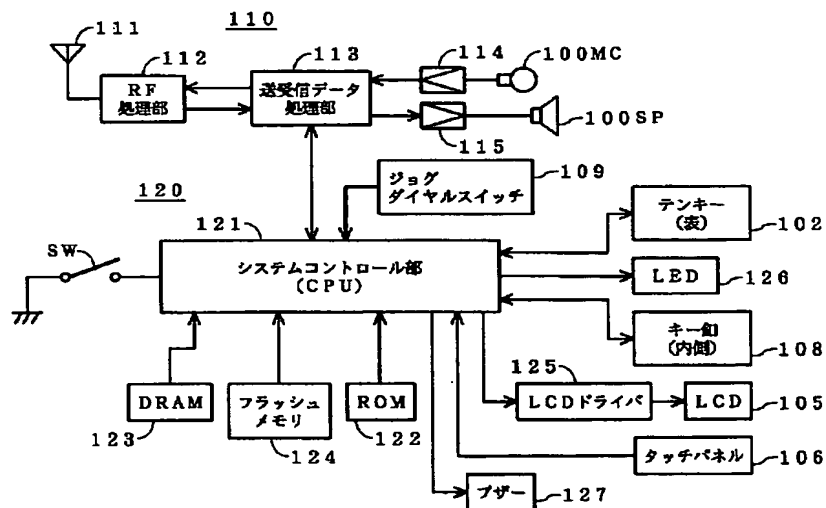 111
110
112
RF
処理部
113
送受信データ
処理部
114
100MC
100SP
115
120
SW
121
システムコントロール部
(CPU)
ジョグ
ダイヤルスイッチ
109
テンキー
(表)
102
LED
126
キー釦
(内側)
108
125
LCDドライバ
LCD
105
タッチパネル
106
DRAM
123
フラッシュ
メモリ
124
ROM
122
ブザー
127